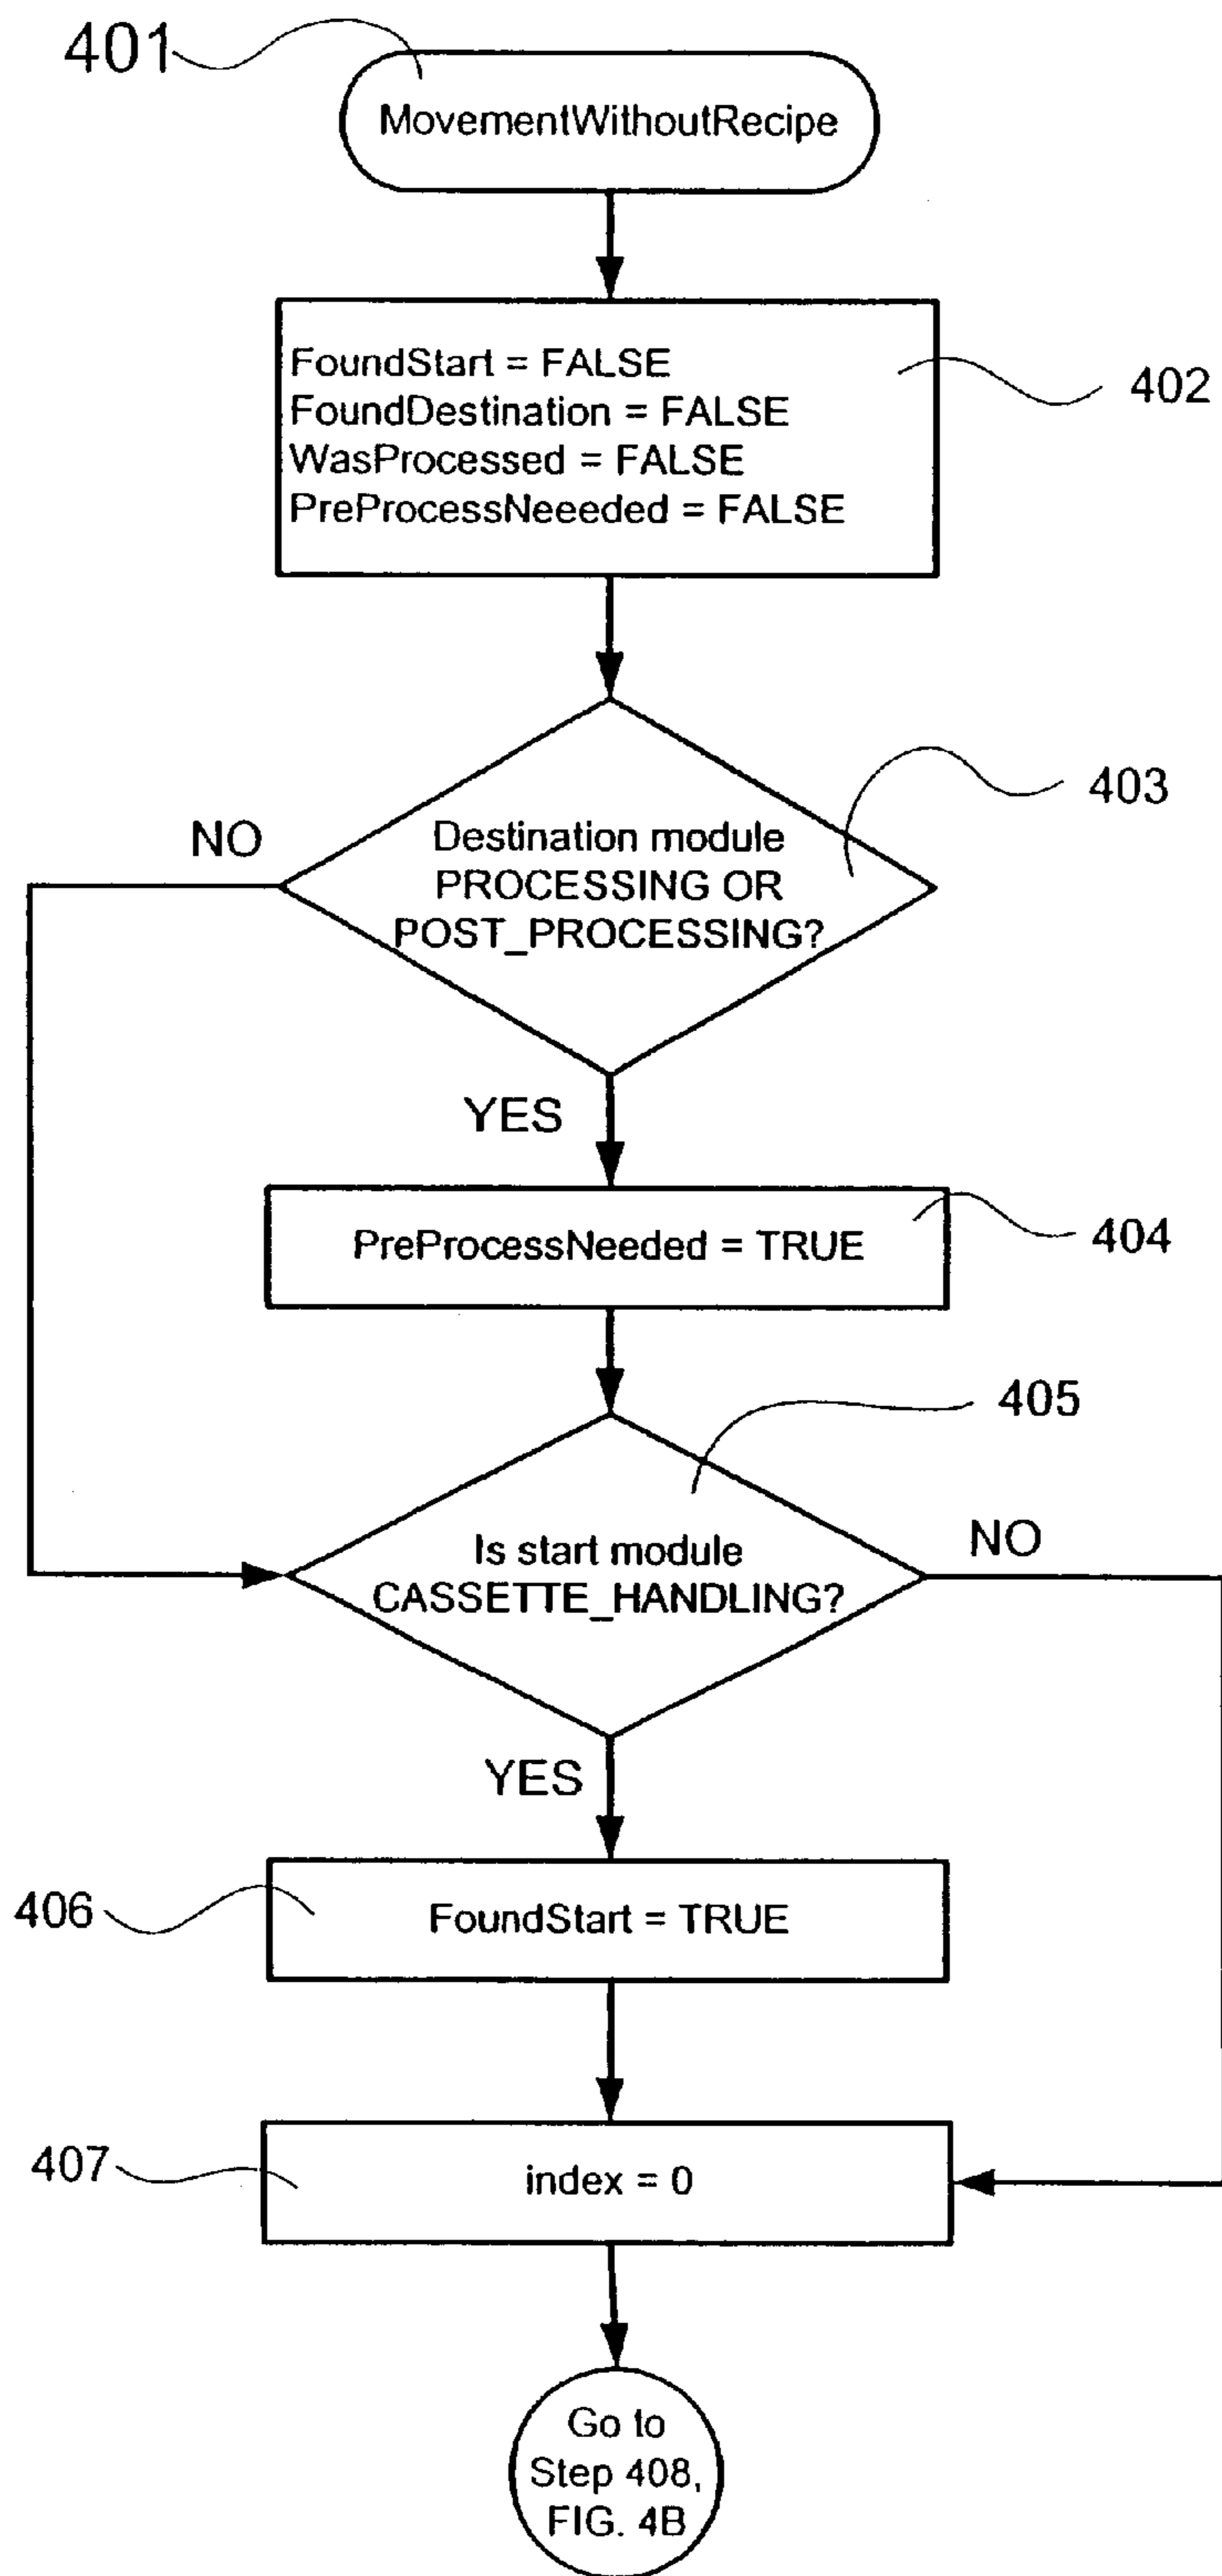 401
MovementWithoutRecipe
FoundStart = FALSE
FoundDestination = FALSE
WasProcessed = FALSE
PreProcessNeeeded = FALSE
402
403
NO
Destination module
PROCESSING OR
POST_PROCESSING?
YES
PreProcessNeeded = TRUE
404
405
Is start module
CASSETTE_HANDLING?
NO
YES
406
FoundStart = TRUE
407
index = 0
Go to
Step 408,
FIG. 4B